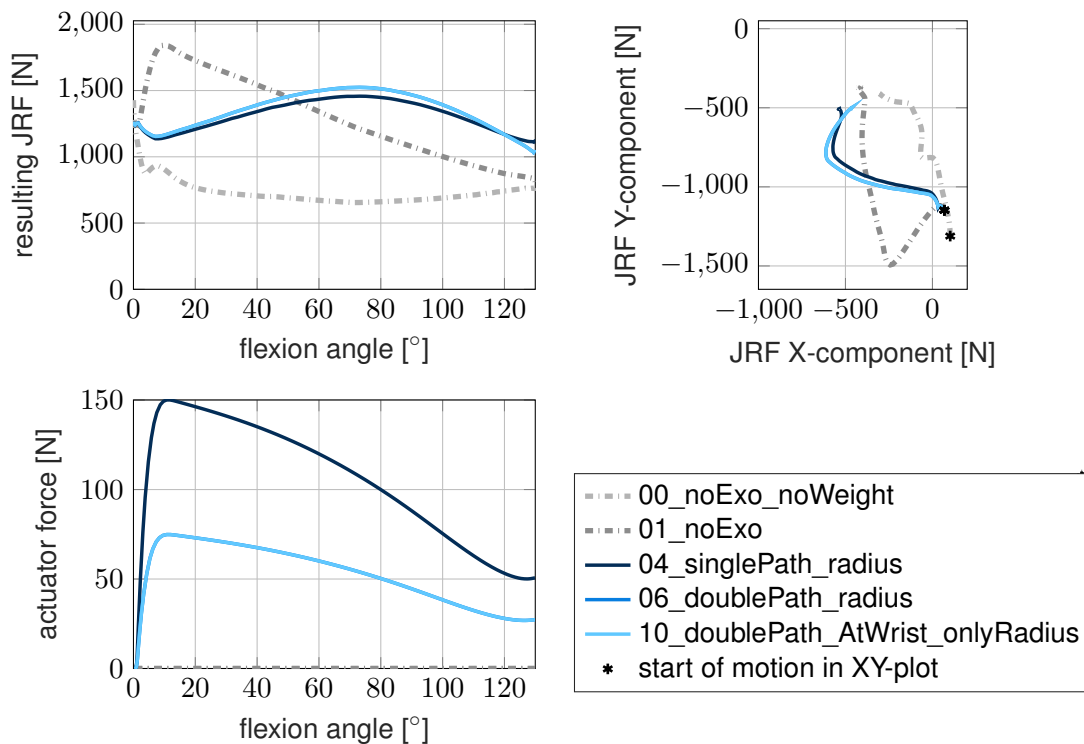 2,000
1,500
1,000
500
0
0 20 40 60 80 100 120
resulting JRF [N]
flexion angle [°]
0
−500
−1,000
−1,500
−1,000 −500 0
JRF Y-component [N]
JRF X-component [N]
150
100
50
0
0 20 40 60 80 100 120
actuator force [N]
flexion angle [°]
00_noExo_noWeight
01_noExo
04_singlePath_radius
06_doublePath_radius
10_doublePath_AtWrist_onlyRadius
start of motion in XY-plot